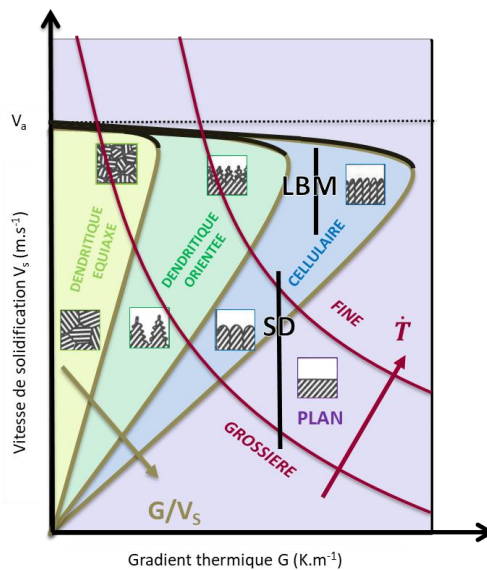 Vₐ
Vitesse de solidification Vₛ (m.s⁻¹)
DENDRITIQUE
EQUIAXE
DENDRITIQUE
ORIENTEE
CELLULAIRE
LBM
SD
FINE
Ṫ
PLAN
GROSSIERE
G/Vₛ
Gradient thermique G (K.m⁻¹)